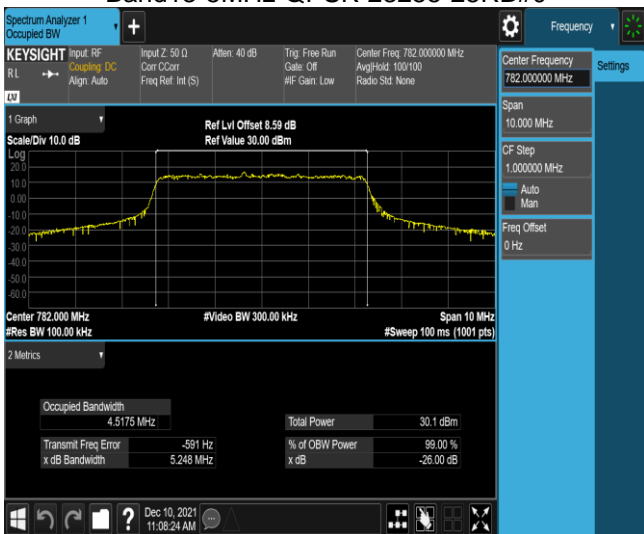 Spectrum Analyzer 1
Occupied BW
Frequency
KEYSIGHT
R L
LXI
Input: RF
Coupling: DC
Align: Auto
Input Z: 50 Ω
Corr CCorr
Freq Ref: Int (S)
Atten: 40 dB
Trig: Free Run
Gate: Off
#IF Gain: Low
Center Freq: 782.000000 MHz
Avg|Hold: 100/100
Radio Std: None
Center Frequency
782.000000 MHz
Settings
Span
10.000 MHz
CF Step
1.000000 MHz
Auto
Man
Freq Offset
0 Hz
1 Graph
Scale/Div 10.0 dB
Ref Lvl Offset 8.59 dB
Ref Value 30.00 dBm
Log
20.0
10.0
0.00
-10.0
-20.0
-30.0
-40.0
-50.0
-60.0
Center 782.000 MHz
#Video BW 300.00 kHz
Span 10 MHz
#Res BW 100.00 kHz
#Sweep 100 ms (1001 pts)
2 Metrics
Occupied Bandwidth
4.5175 MHz
Total Power 30.1 dBm
Transmit Freq Error -591 Hz
% of OBW Power 99.00 %
x dB Bandwidth 5.248 MHz
x dB -26.00 dB
?
Dec 10, 2021
11:08:24 AM